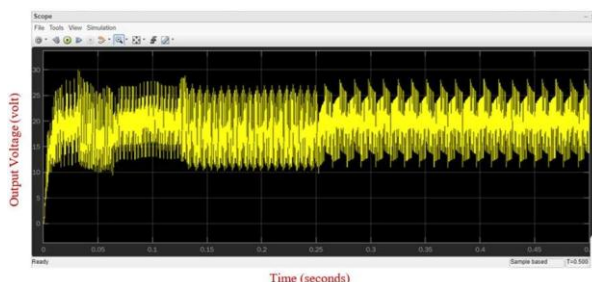 Scope
File Tools View Simulation
Output Voltage (volt)
30
25
20
15
10
5
0
0 0.05 0.1 0.15 0.2 0.25 0.3 0.35 0.4 0.45 0.5
Ready
Sample based T=0.500
Time (seconds)